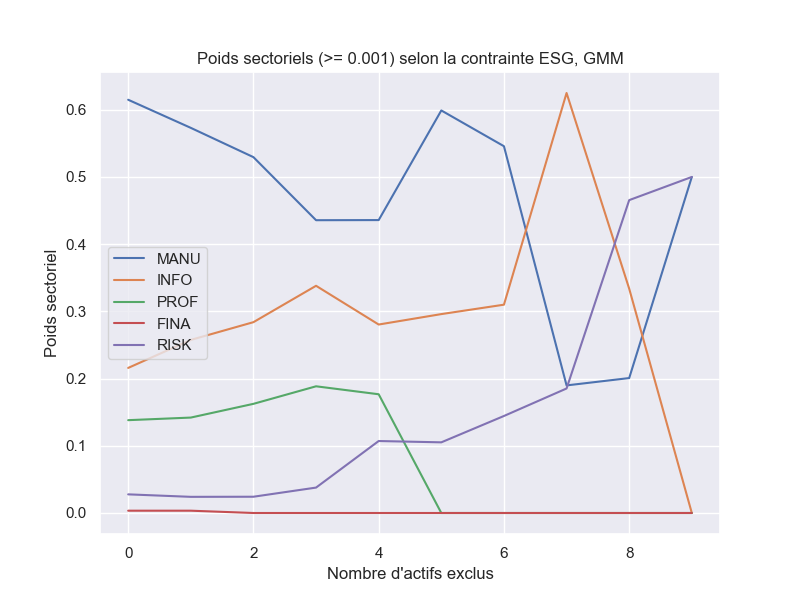 Poids sectoriels (>= 0.001) selon la contrainte ESG, GMM
Poids sectoriel
0.6
0.5
0.4
0.3
0.2
0.1
0.0
MANU
INFO
PROF
FINA
RISK
0 2 4 6 8
Nombre d'actifs exclus